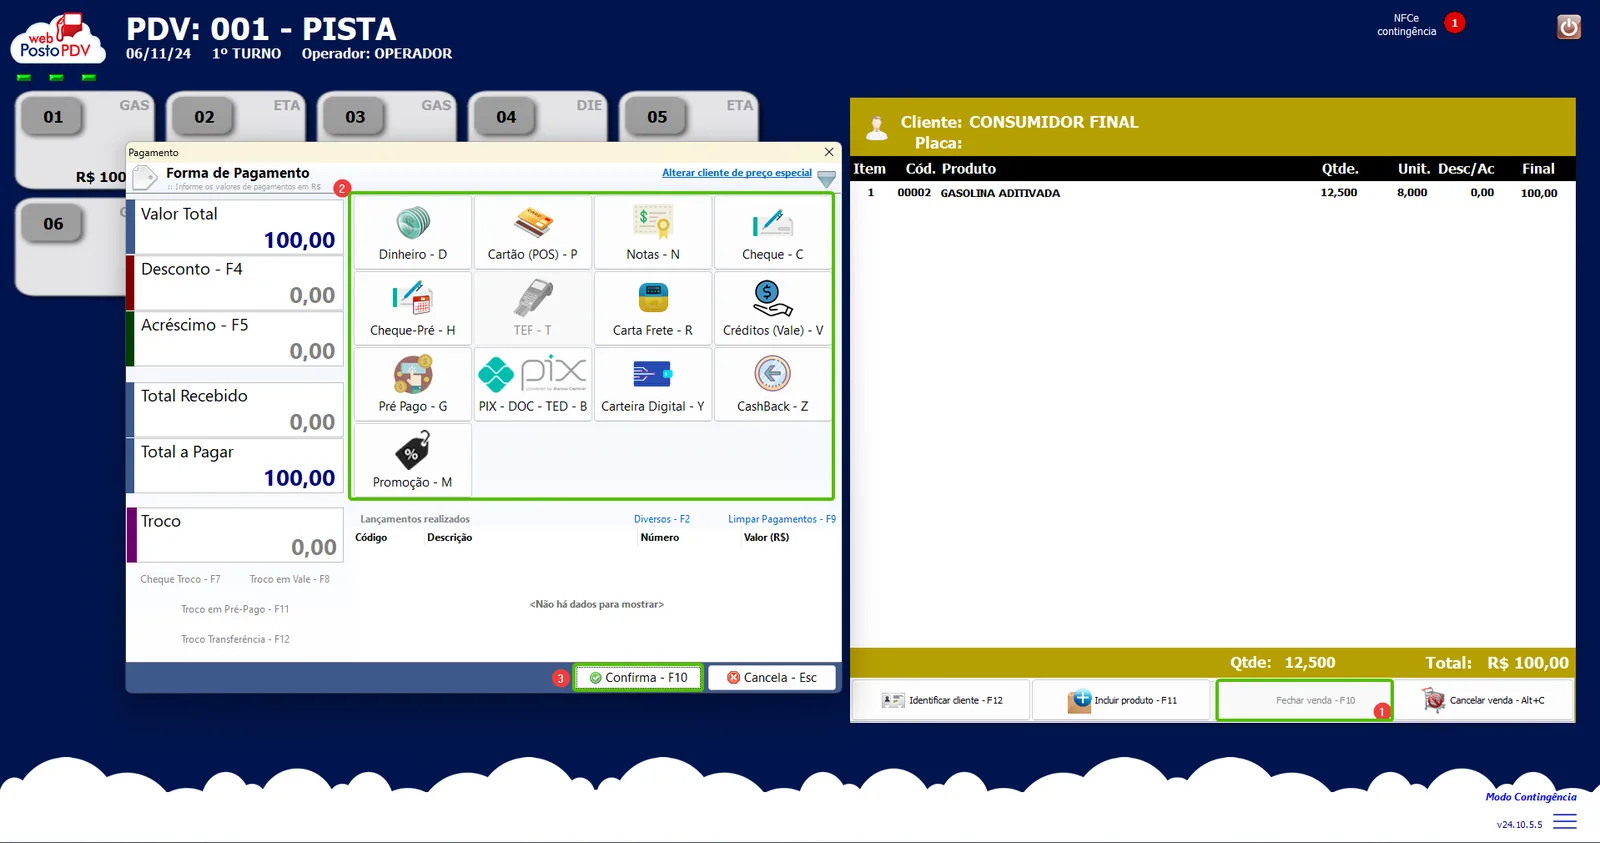 web
PostoPDV
PDV: 001 - PISTA
06/11/24 1º TURNO Operador: OPERADOR
NFCe
contingência
1
01 GAS
02 ETA
03 GAS
04 DIE
05 ETA
R$ 100
06
Pagamento
Forma de Pagamento
:: Informe os valores de pagamentos em R$
Alterar cliente de preço especial
2
Valor Total
100,00
Desconto - F4
0,00
Acréscimo - F5
0,00
Total Recebido
0,00
Total a Pagar
100,00
Troco
0,00
Cheque Troco - F7 Troco em Vale - F8
Troco em Pré-Pago - F11
Troco Transferência - F12
Dinheiro - D
Cartão (POS) - P
Notas - N
Cheque - C
Cheque-Pré - H
TEF - T
Carta Frete - R
Créditos (Vale) - V
Pré Pago - G
pix
powered by Banco Central
PIX - DOC - TED - B
Carteira Digital - Y
CashBack - Z
Promoção - M
Lançamentos realizados Diversos - F2 Limpar Pagamentos - F9
Código Descrição Número Valor (R$)
<Não há dados para mostrar>
3
Confirma - F10
Cancela - Esc
Cliente: CONSUMIDOR FINAL
Placa:
Item Cód. Produto Qtde. Unit. Desc/Ac Final
1 00002 GASOLINA ADITIVADA 12,500 8,000 0,00 100,00
Qtde: 12,500 Total: R$ 100,00
Identificar cliente - F12
Incluir produto - F11
Fechar venda - F10
1
Cancelar venda - Alt+C
Modo Contingência
v24.10.5.5